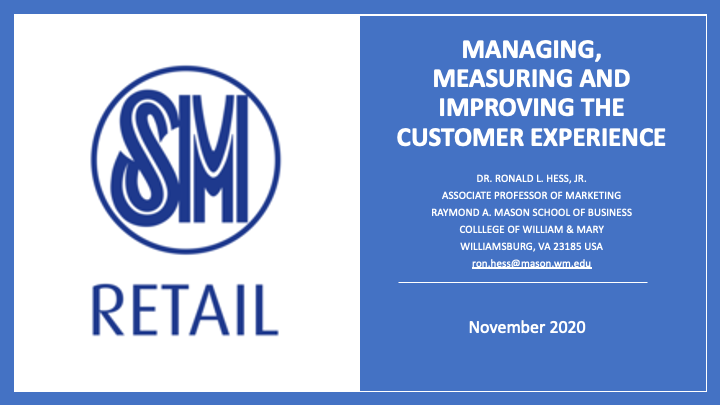 SM
RETAIL
MANAGING,
MEASURING AND
IMPROVING THE
CUSTOMER EXPERIENCE
DR. RONALD L. HESS, JR.
ASSOCIATE PROFESSOR OF MARKETING
RAYMOND A. MASON SCHOOL OF BUSINESS
COLLLEGE OF WILLIAM & MARY
WILLIAMSBURG, VA 23185 USA
ron.hess@mason.wm.edu
November 2020